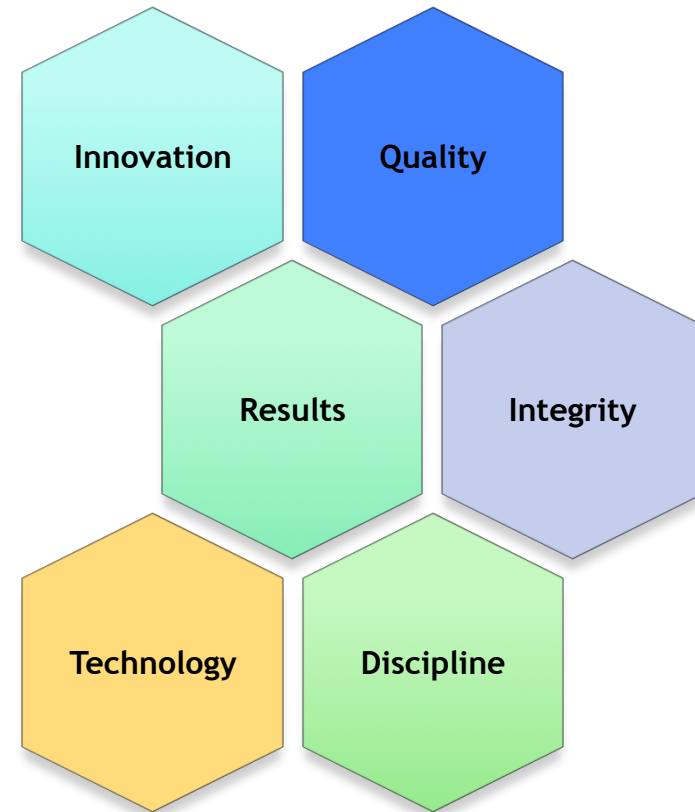 Innovation
Quality
Results
Integrity
Technology
Discipline